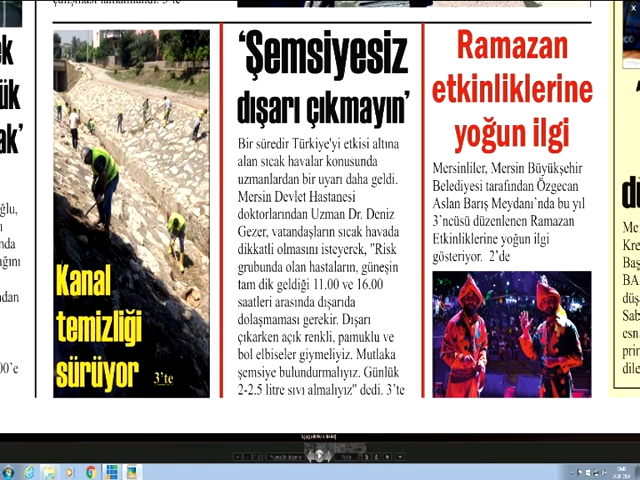 Kanal
temizliği
sürüyor 3'te
'Şemsiyesiz
dışarı çıkmayın'
Bir süredir Türkiye'yi etkisi altına
alan sıcak havalar konusunda
uzmanlardan bir uyarı daha geldi.
Mersin Devlet Hastanesi
doktorlarından Uzman Dr. Deniz
Gezer, vatandaşların sıcak havada
dikkatli olmasını isteyerek, "Risk
grubunda olan hastaların, güneşin
tam dik geldiği 11.00 ve 16.00
saatleri arasında dışarıda
dolaşmaması gerekir. Dışarı
çıkarken açık renkli, pamuklu ve
bol elbiseler giymeliyiz. Mutlaka
şemsiye bulundurmalıyız. Günlük
2-2.5 litre sıvı almalıyız" dedi. 3'te
Ramazan
etkinliklerine
yoğun ilgi
Mersinliler, Mersin Büyükşehir
Belediyesi tarafından Özgecan
Aslan Barış Meydanı'nda bu yıl
3'ncüsü düzenlenen Ramazan
Etkinliklerine yoğun ilgi
gösteriyor. 2'de